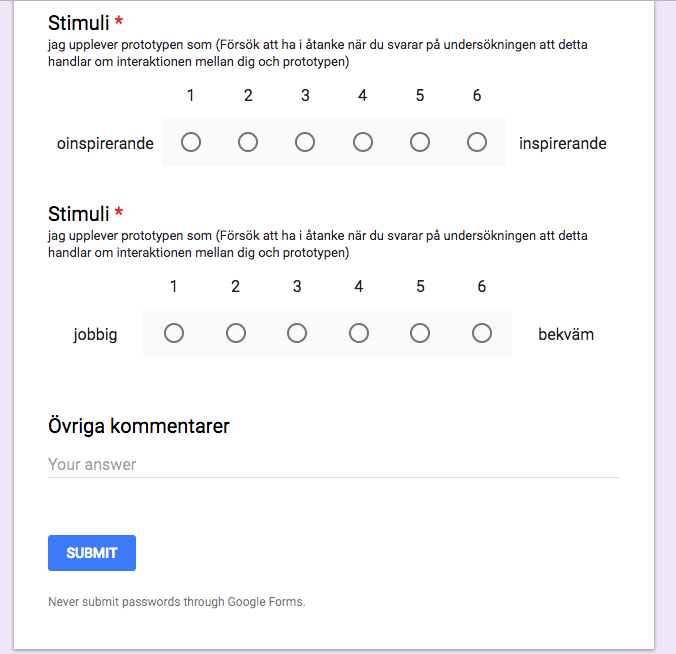 Stimuli *
jag upplever prototypen som (Försök att ha i åtanke när du svarar på undersökningen att detta
handlar om interaktionen mellan dig och prototypen)
1 2 3 4 5 6
oinspirerande inspirerande
Stimuli *
jag upplever prototypen som (Försök att ha i åtanke när du svarar på undersökningen att detta
handlar om interaktionen mellan dig och prototypen)
1 2 3 4 5 6
jobbig bekväm
Övriga kommentarer
Your answer
SUBMIT
Never submit passwords through Google Forms.